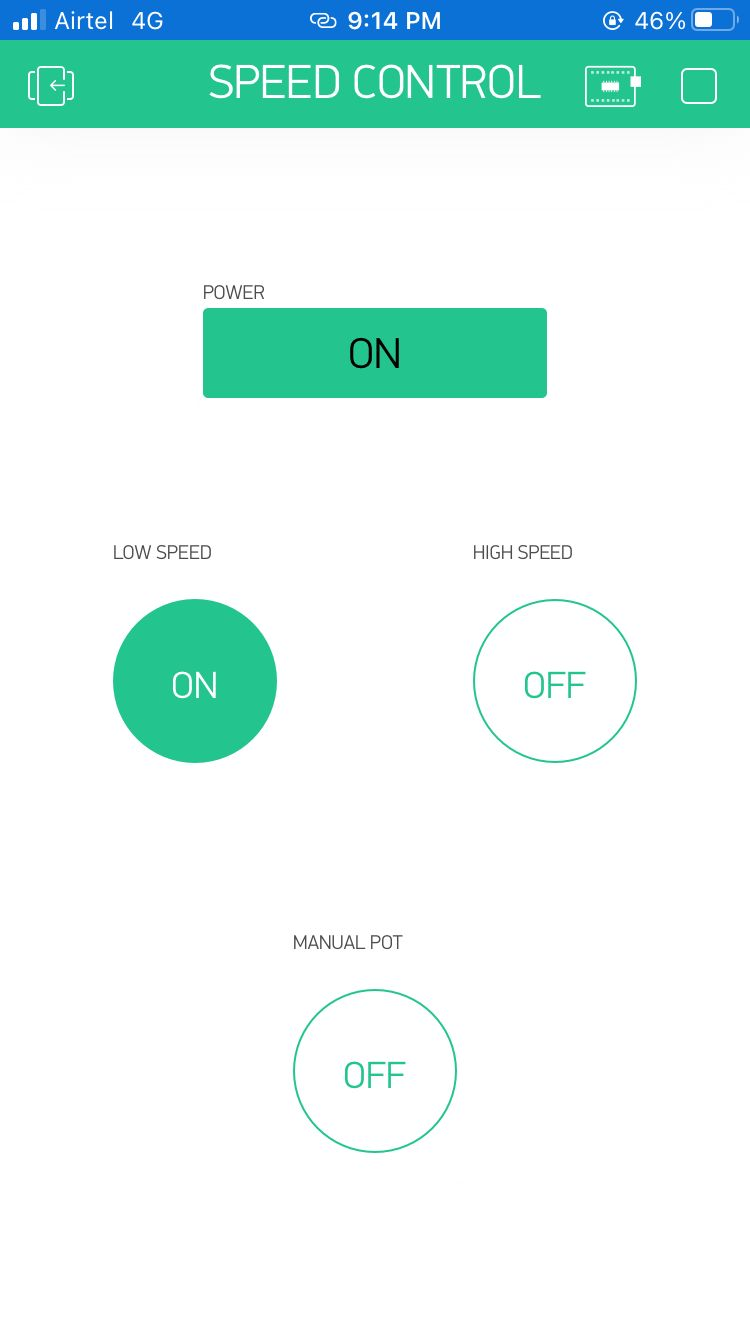 Airtel 4G 9:14 PM 46%
SPEED CONTROL
POWER
ON
LOW SPEED HIGH SPEED
ON OFF
MANUAL POT
OFF